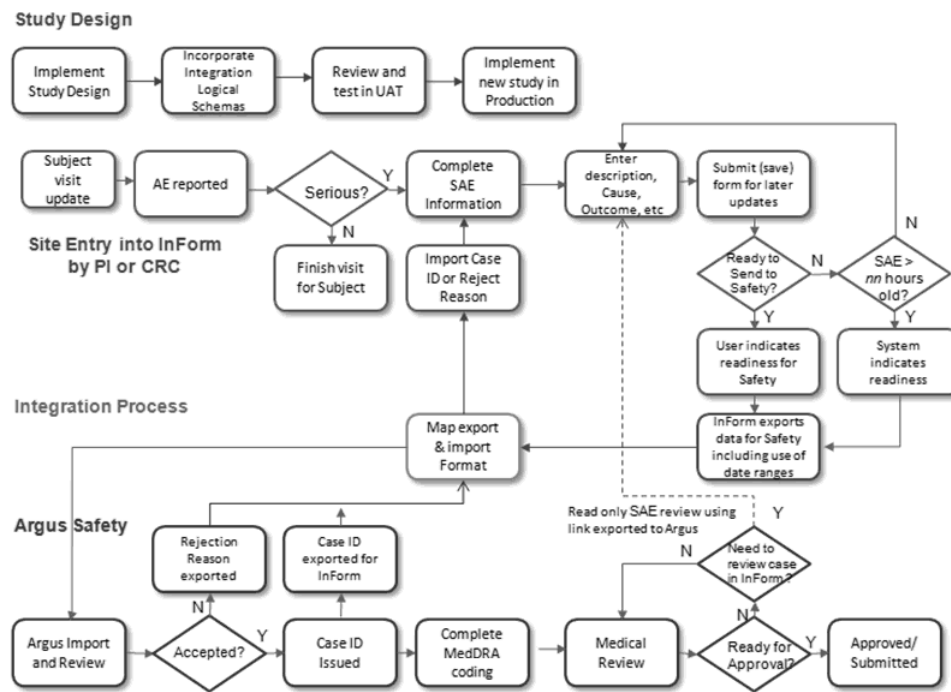 Study Design
Implement
Study Design
Incorporate
Integration
Logical
Schemas
Review and
test in UAT
Implement
new study in
Production
Subject
visit
update
AE reported
Serious?
Y
N
Complete
SAE
Information
Enter
description,
Cause,
Outcome, etc
Submit (save)
form for later
updates
Site Entry into InForm
by PI or CRC
Finish visit
for Subject
Import Case
ID or Reject
Reason
Ready to
Send to
Safety?
N
Y
SAE >
nn hours
old?
N
Y
User indicates
readiness for
Safety
System
indicates
readiness
Integration Process
Map export
& import
Format
InForm exports
data for Safety
including use of
date ranges
Argus Safety
Rejection
Reason
exported
Case ID
exported for
InForm
Read only SAE review using
link exported to Argus
Y
N
Need to
review case
in InForm?
Argus Import
and Review
Accepted?
N
Y
Case ID
Issued
Complete
MedDRA
coding
Medical
Review
Ready for
Approval?
N
Y
Approved/
Submitted